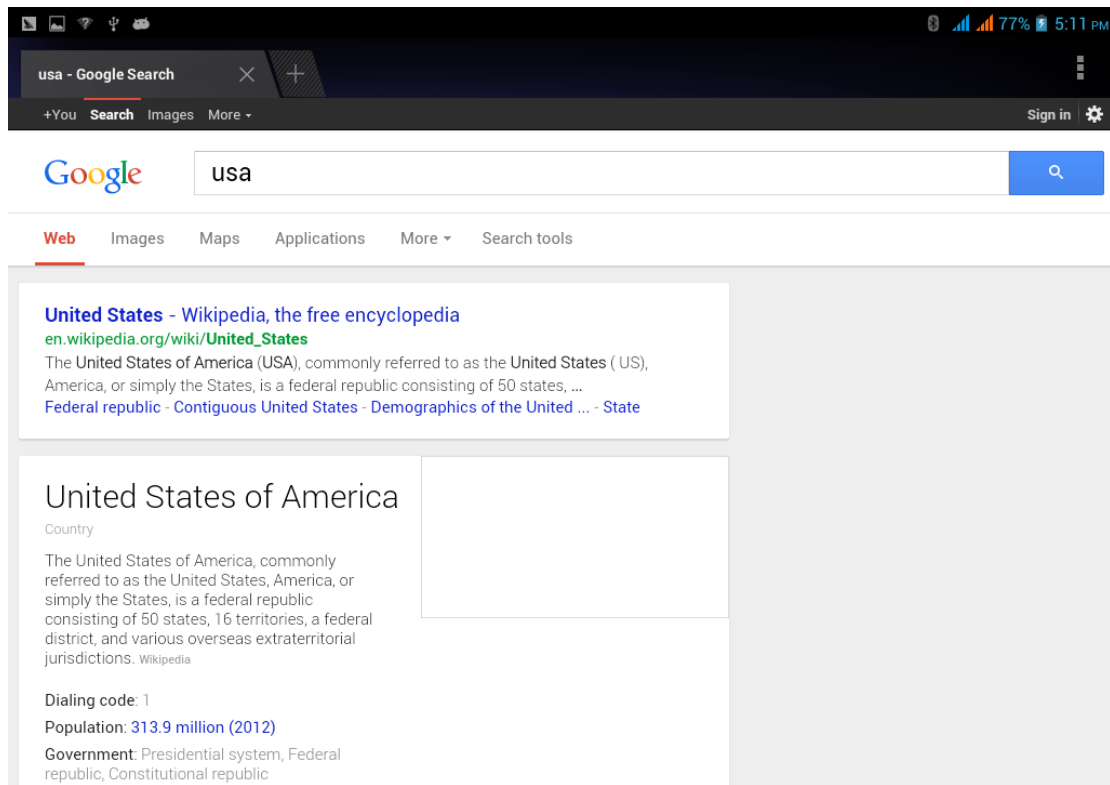 77% 5:11 PM
usa - Google Search
+You Search Images More
Sign in
Google
usa
Web Images Maps Applications More Search tools
United States - Wikipedia, the free encyclopedia
en.wikipedia.org/wiki/United_States
The United States of America (USA), commonly referred to as the United States ( US),
America, or simply the States, is a federal republic consisting of 50 states, ...
Federal republic - Contiguous United States - Demographics of the United ... - State
United States of America
Country
The United States of America, commonly
referred to as the United States, America, or
simply the States, is a federal republic
consisting of 50 states, 16 territories, a federal
district, and various overseas extraterritorial
jurisdictions. Wikipedia
Dialing code: 1
Population: 313.9 million (2012)
Government: Presidential system, Federal
republic, Constitutional republic